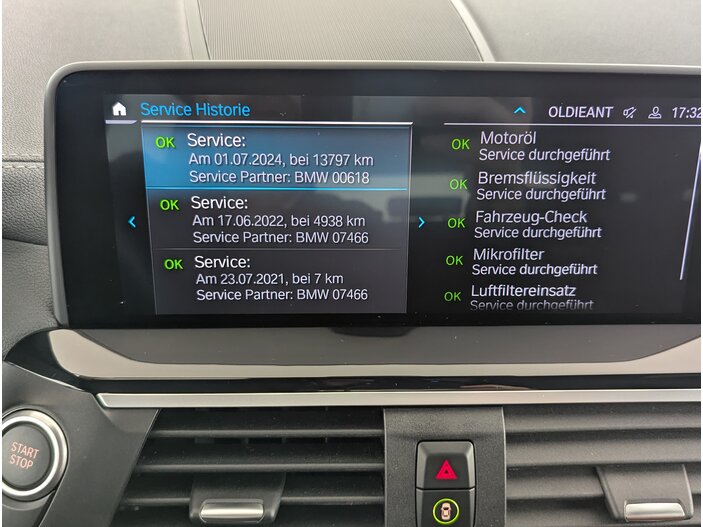 Service Historie
OLDIEANT 17:32
OK Service:
Am 01.07.2024, bei 13797 km
Service Partner: BMW 00618
OK Service:
Am 17.06.2022, bei 4938 km
Service Partner: BMW 07466
OK Service:
Am 23.07.2021, bei 7 km
Service Partner: BMW 07466
OK Motoröl
Service durchgeführt
OK Bremsflüssigkeit
Service durchgeführt
OK Fahrzeug-Check
Service durchgeführt
OK Mikrofilter
Service durchgeführt
OK Luftfiltereinsatz
Service durchgeführt
START
STOP